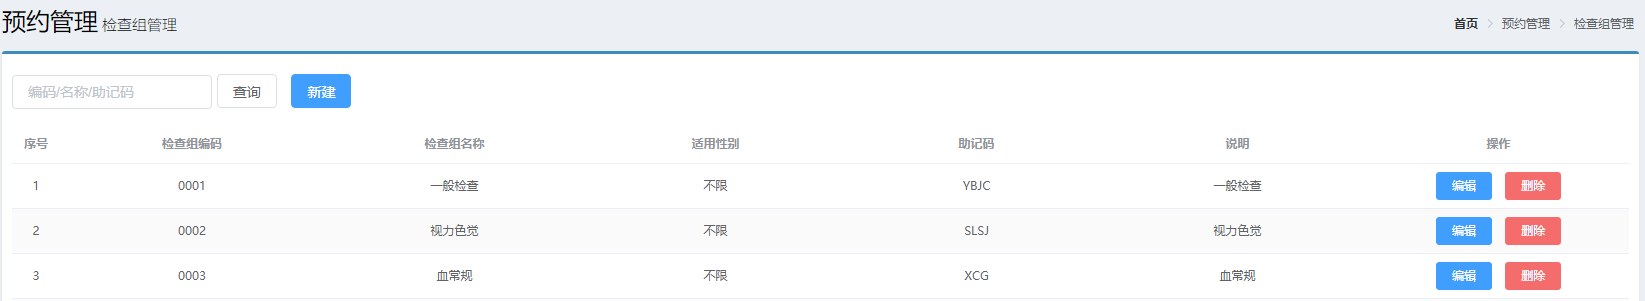 预约管理 检查组管理 首页 > 预约管理 > 检查组管理
编码/名称/助记码 查询 新建
序号 检查组编码 检查组名称 适用性别 助记码 说明 操作
1 0001 一般检查 不限 YBJC 一般检查 编辑 删除
2 0002 视力色觉 不限 SLSJ 视力色觉 编辑 删除
3 0003 血常规 不限 XCG 血常规 编辑 删除